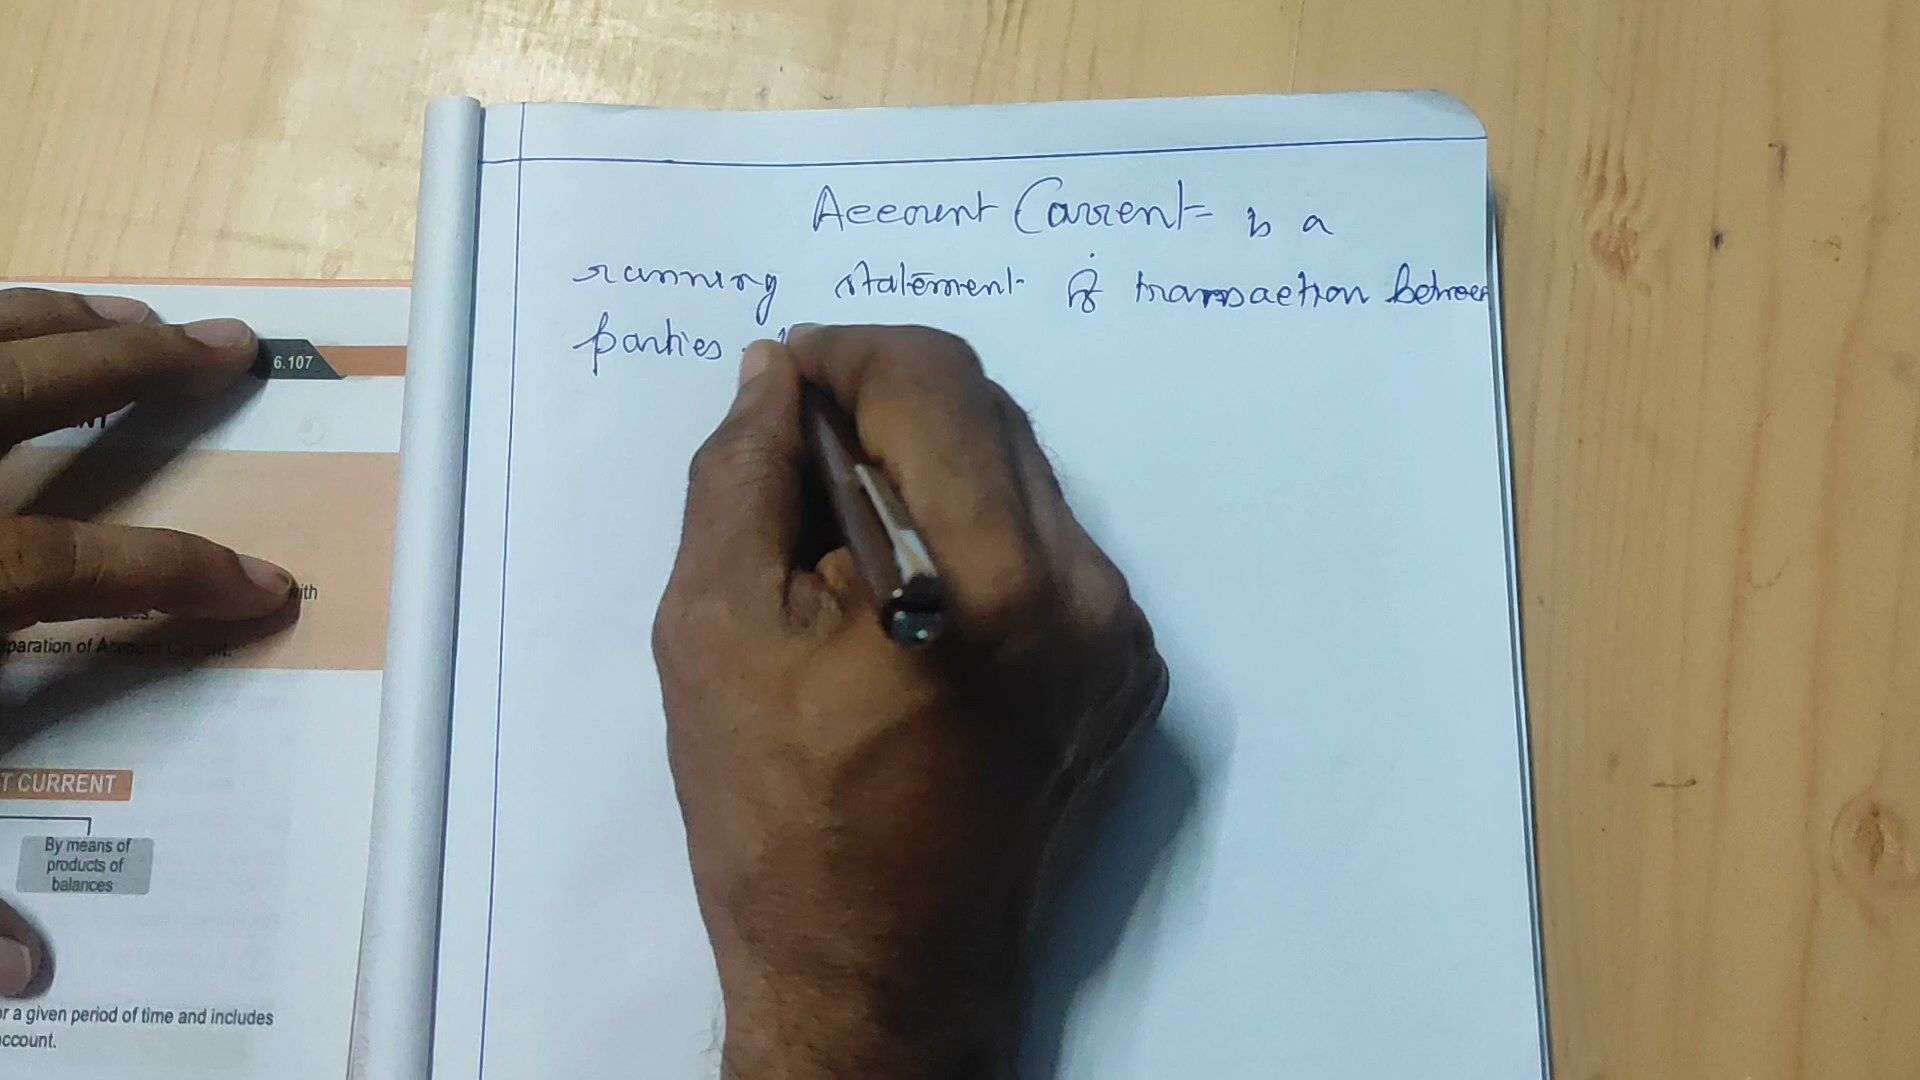 Account Current is a
running statement of transaction between
parties
6.107
ith
paration of Account Current.
T CURRENT
By means of
products of
balances
or a given period of time and includes
ccount.